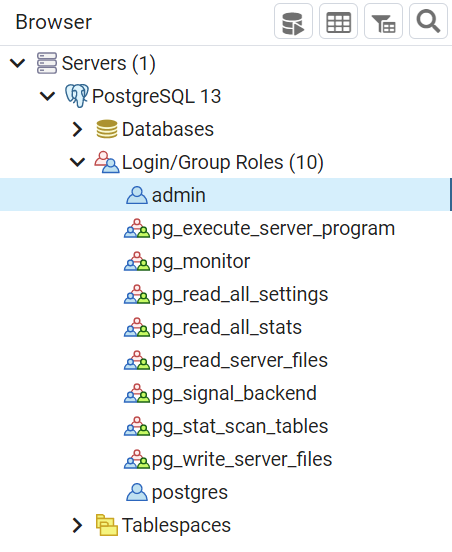 Browser
Servers (1)
PostgreSQL 13
Databases
Login/Group Roles (10)
admin
pg_execute_server_program
pg_monitor
pg_read_all_settings
pg_read_all_stats
pg_read_server_files
pg_signal_backend
pg_stat_scan_tables
pg_write_server_files
postgres
Tablespaces